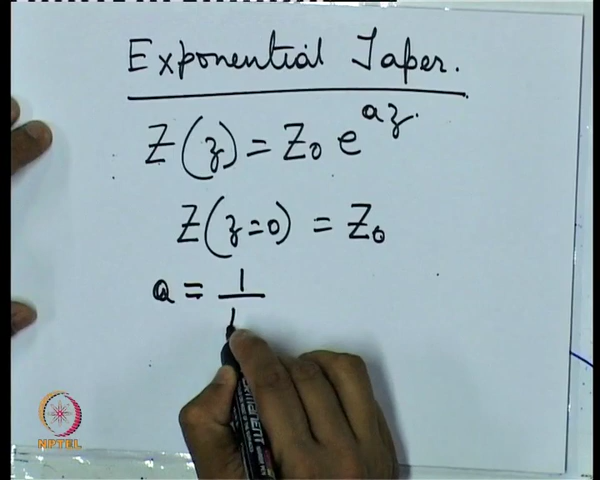 Exponential Taper.
Z(z) = Z₀ e^{az}.
Z(z=0) = Z₀
a = 1/
NPTEL